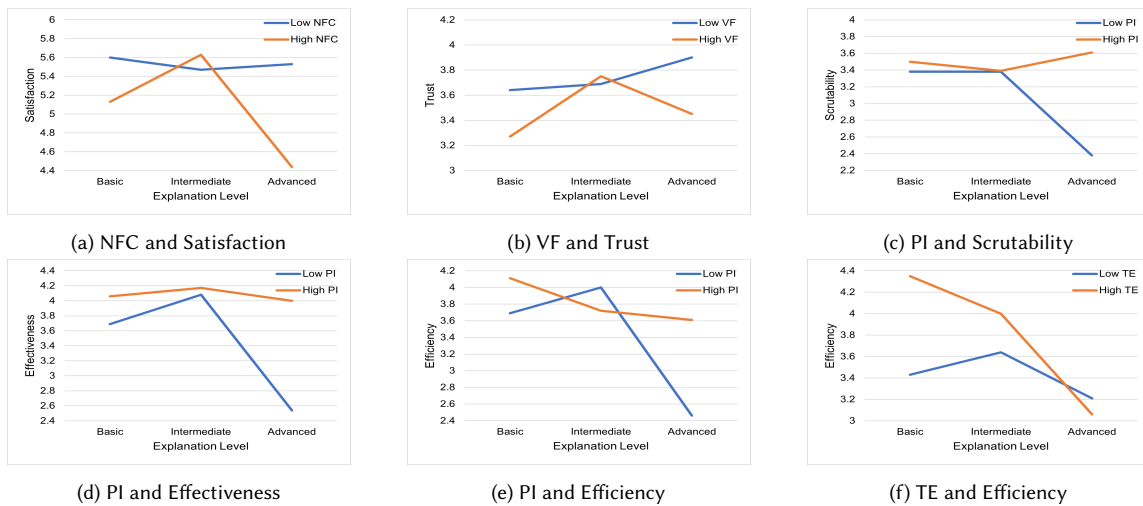 6
5.8
5.6
5.4
5.2
5
4.8
4.6
4.4
Satisfaction
Low NFC
High NFC
Basic Intermediate Advanced
Explanation Level
(a) NFC and Satisfaction
4.2
4
3.8
3.6
3.4
3.2
3
Trust
Low VF
High VF
Basic Intermediate Advanced
Explanation Level
(b) VF and Trust
4
3.8
3.6
3.4
3.2
3
2.8
2.6
2.4
2.2
Scrutability
Low PI
High PI
Basic Intermediate Advanced
Explanation Level
(c) PI and Scrutability
4.4
4.2
4
3.8
3.6
3.4
3.2
3
2.8
2.6
2.4
Effectiveness
Low PI
High PI
Basic Intermediate Advanced
Explanation Level
(d) PI and Effectiveness
4.2
4
3.8
3.6
3.4
3.2
3
2.8
2.6
2.4
Efficiency
Low PI
High PI
Basic Intermediate Advanced
Explanation Level
(e) PI and Efficiency
4.4
4.2
4
3.8
3.6
3.4
3.2
3
Efficiency
Low TE
High TE
Basic Intermediate Advanced
Explanation Level
(f) TE and Efficiency